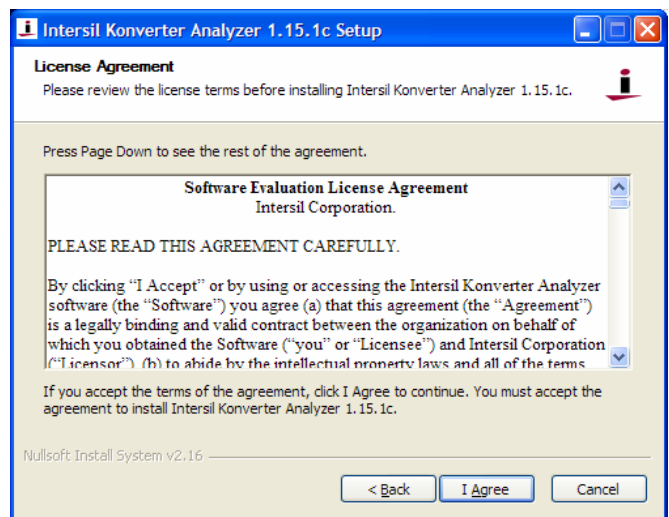 Intersil Konverter Analyzer 1.15.1c Setup
License Agreement
Please review the license terms before installing Intersil Konverter Analyzer 1.15.1c.
Press Page Down to see the rest of the agreement.
Software Evaluation License Agreement
Intersil Corporation.
PLEASE READ THIS AGREEMENT CAREFULLY.
By clicking “I Accept” or by using or accessing the Intersil Konverter Analyzer
software (the “Software”) you agree (a) that this agreement (the “Agreement”)
is a legally binding and valid contract between the organization on behalf of
which you obtained the Software (“you” or “Licensee”) and Intersil Corporation
(“Licensor”), (b) to abide by the intellectual property laws and all of the terms
If you accept the terms of the agreement, click I Agree to continue. You must accept the
agreement to install Intersil Konverter Analyzer 1.15.1c.
Nullsoft Install System v2.16
< Back I Agree Cancel